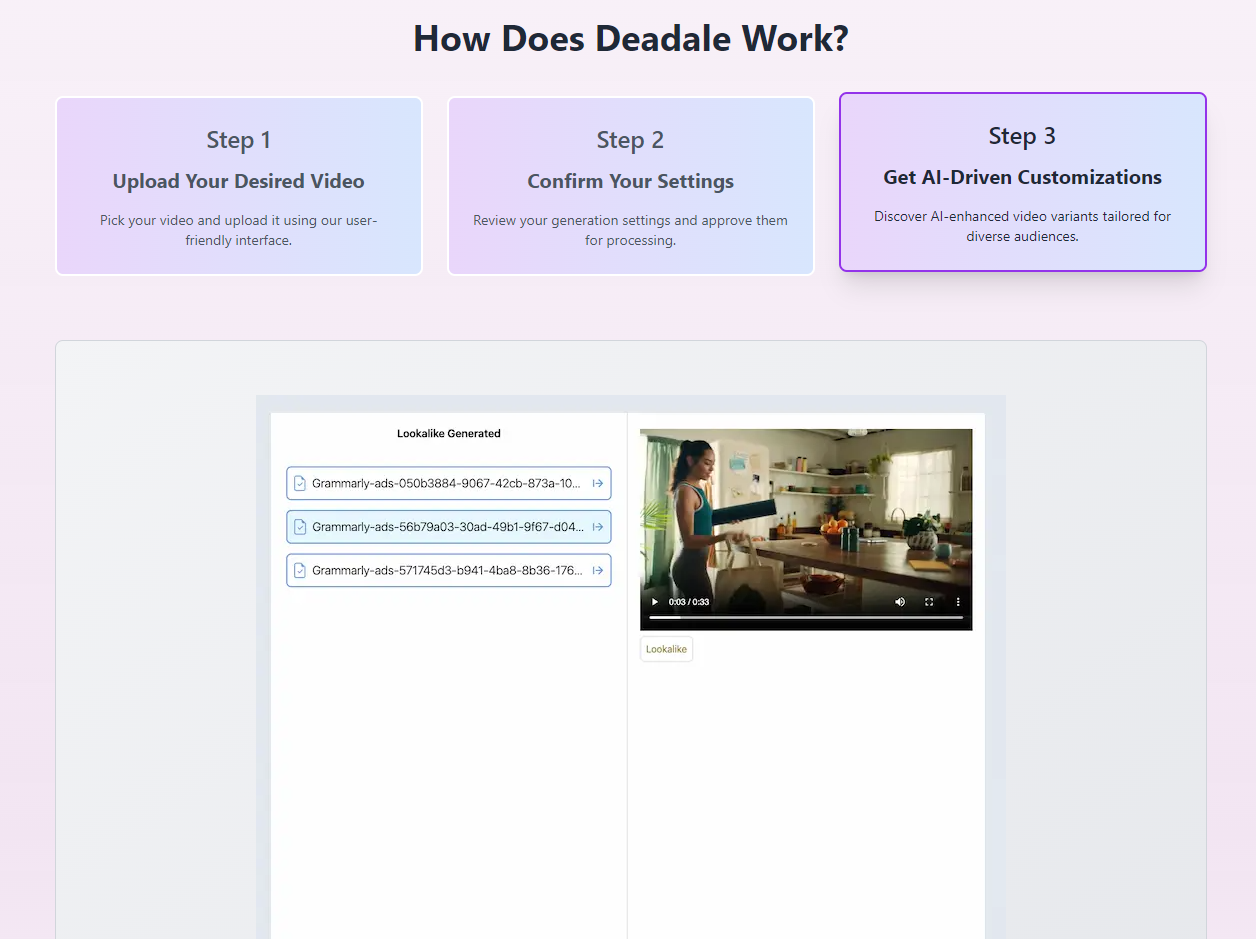 How Does Deadale Work?
Step 1
Upload Your Desired Video
Pick your video and upload it using our user-
friendly interface.
Step 2
Confirm Your Settings
Review your generation settings and approve them
for processing.
Step 3
Get AI-Driven Customizations
Discover AI-enhanced video variants tailored for
diverse audiences.
Lookalike Generated
Grammarly-ads-050b3884-9067-42cb-873a-10...
Grammarly-ads-56b79a03-30ad-49b1-9f67-d04...
Grammarly-ads-571745d3-b941-4ba8-8b36-176...
0:03 / 0:33
Lookalike